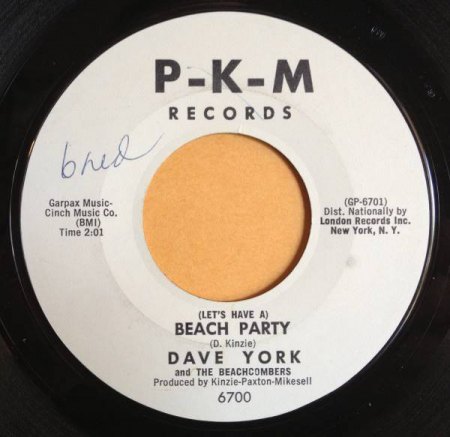 P-K-M
RECORDS
Garpax Music-
Cinch Music Co.
(BMI)
Time 2:01
(GP-6701)
Dist. Nationally by
London Records Inc.
New York, N. Y.
(LET'S HAVE A)
BEACH PARTY
(D. Kinzie)
DAVE YORK
and THE BEACHCOMBERS
Produced by Kinzie-Paxton-Mikesell
6700